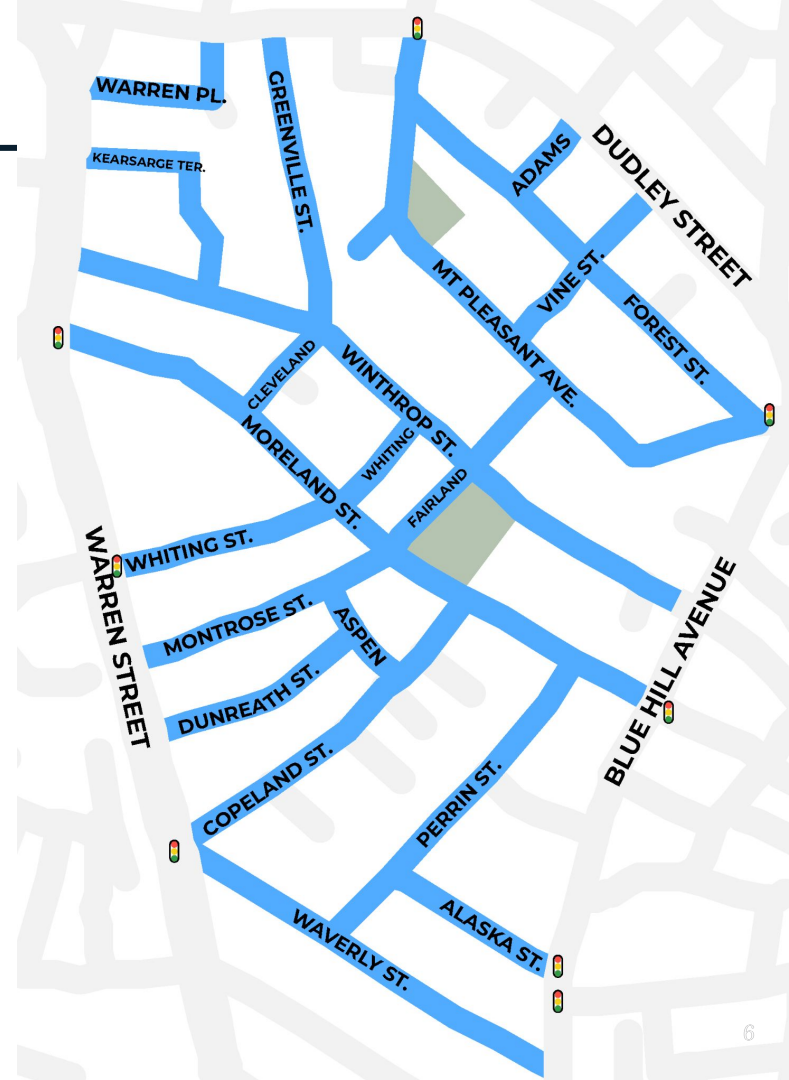 WARREN PL.
KEARSARGE TER.
GREENVILLE ST.
ADAMS
DUDLEY STREET
VINE ST.
MT PLEASANT AVE.
FOREST ST.
CLEVELAND
WINTHROP ST.
WHITING
MORELAND ST.
FAIRLAND
WHITING ST.
WARREN STREET
MONTROSE ST.
ASPEN
DUNREATH ST.
BLUE HILL AVENUE
COPELAND ST.
PERRIN ST.
ALASKA ST.
WAVERLY ST.
6